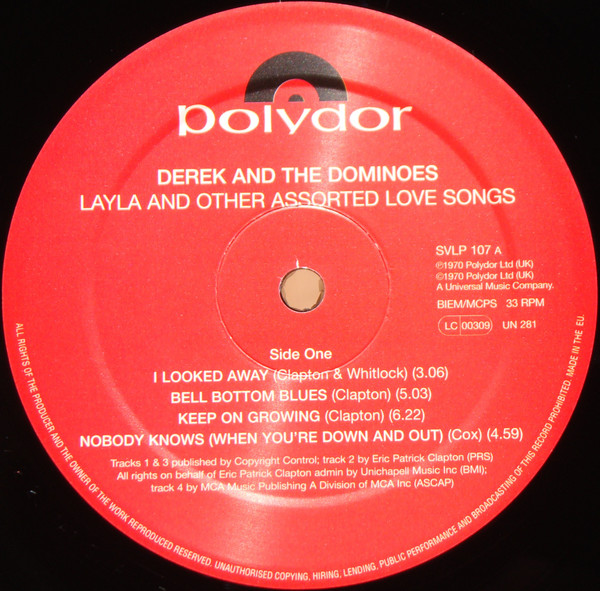 polydor
DEREK AND THE DOMINOES
LAYLA AND OTHER ASSORTED LOVE SONGS
SVLP 107 A
℗1970 Polydor Ltd (UK)
©1970 Polydor Ltd (UK)
A Universal Music Company.
BIEM/MCPS 33 RPM
LC 00309 UN 281
Side One
I LOOKED AWAY (Clapton & Whitlock) (3.06)
BELL BOTTOM BLUES (Clapton) (5.03)
KEEP ON GROWING (Clapton) (6.22)
NOBODY KNOWS (WHEN YOU'RE DOWN AND OUT) (Cox) (4.59)
Tracks 1 & 3 published by Copyright Control; track 2 by Eric Patrick Clapton (PRS)
All rights on behalf of Eric Patrick Clapton admin by Unichapell Music Inc (BMI);
track 4 by MCA Music Publishing A Division of MCA Inc (ASCAP)
ALL RIGHTS OF THE PRODUCER AND THE OWNER OF THE WORK REPRODUCED RESERVED. UNAUTHORISED COPYING, HIRING, LENDING, PUBLIC PERFORMANCE AND BROADCASTING OF THIS RECORD PROHIBITED. MADE IN THE EU.